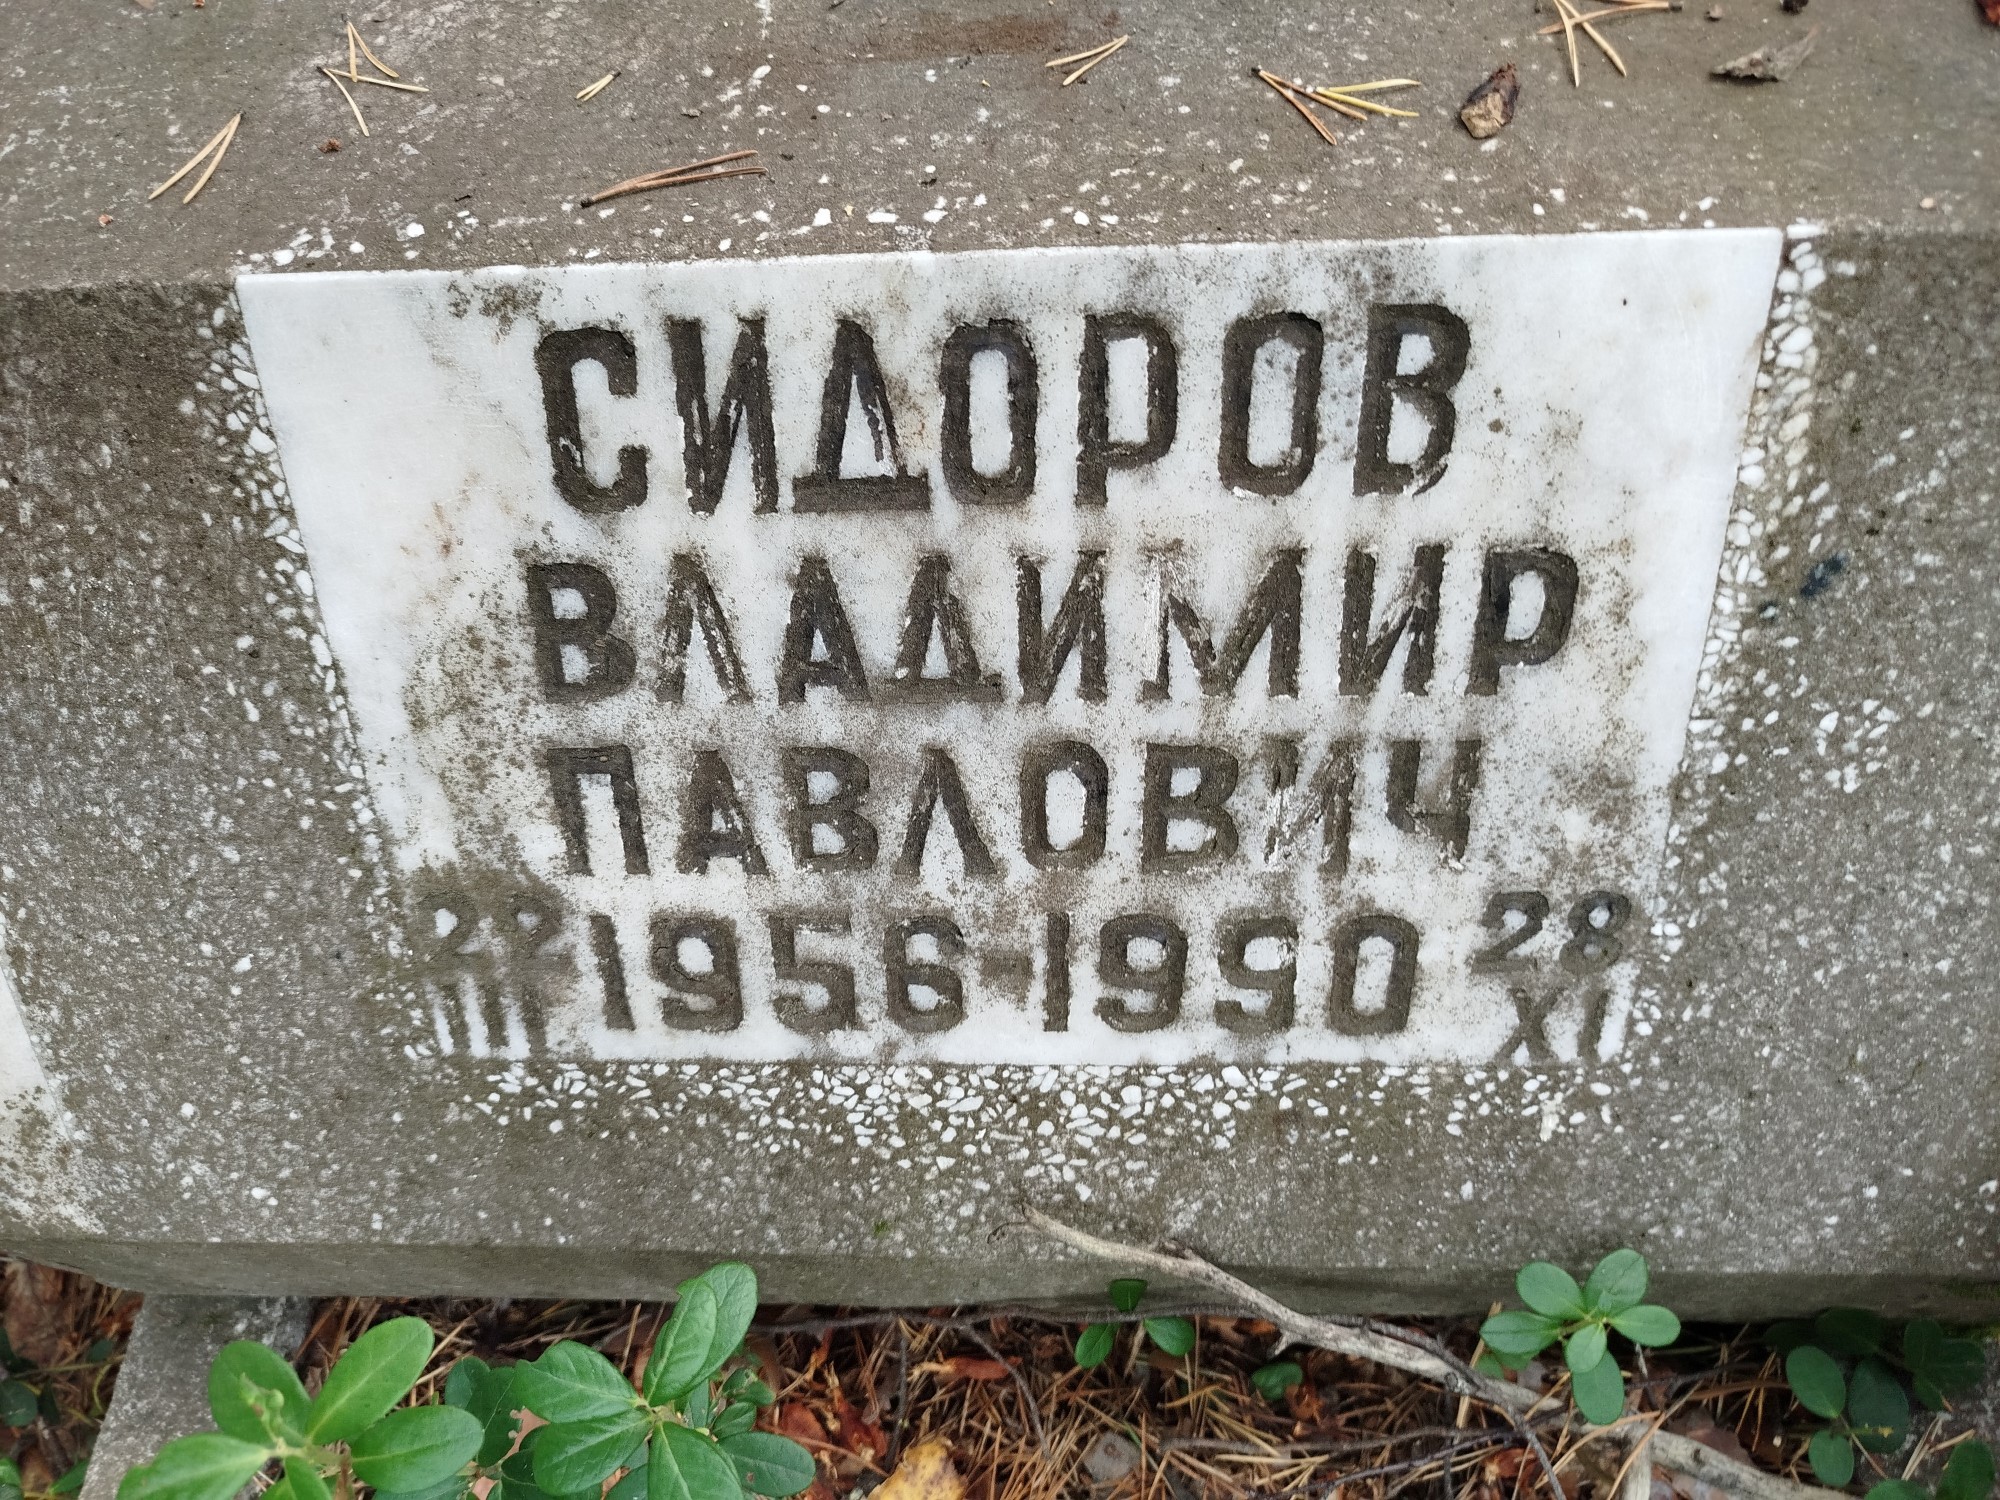 СИДОРОВ
ВЛАДИМИР
ПАВЛОВИЧ
22 III 1956-1990 28 XI